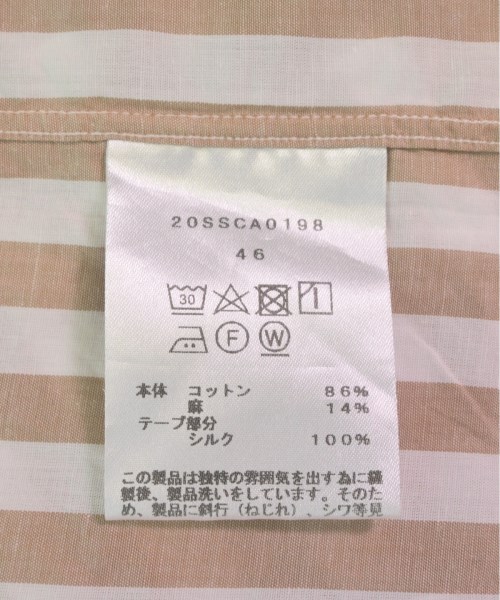 20SSCA0198
46
30
F W
本体 コットン 86%
麻 14%
テープ部分
シルク 100%
この製品は独特の雰囲気を出す為に縫
製後、製品洗いをしています。そのた
め、製品に斜行(ねじれ)、シワ等見